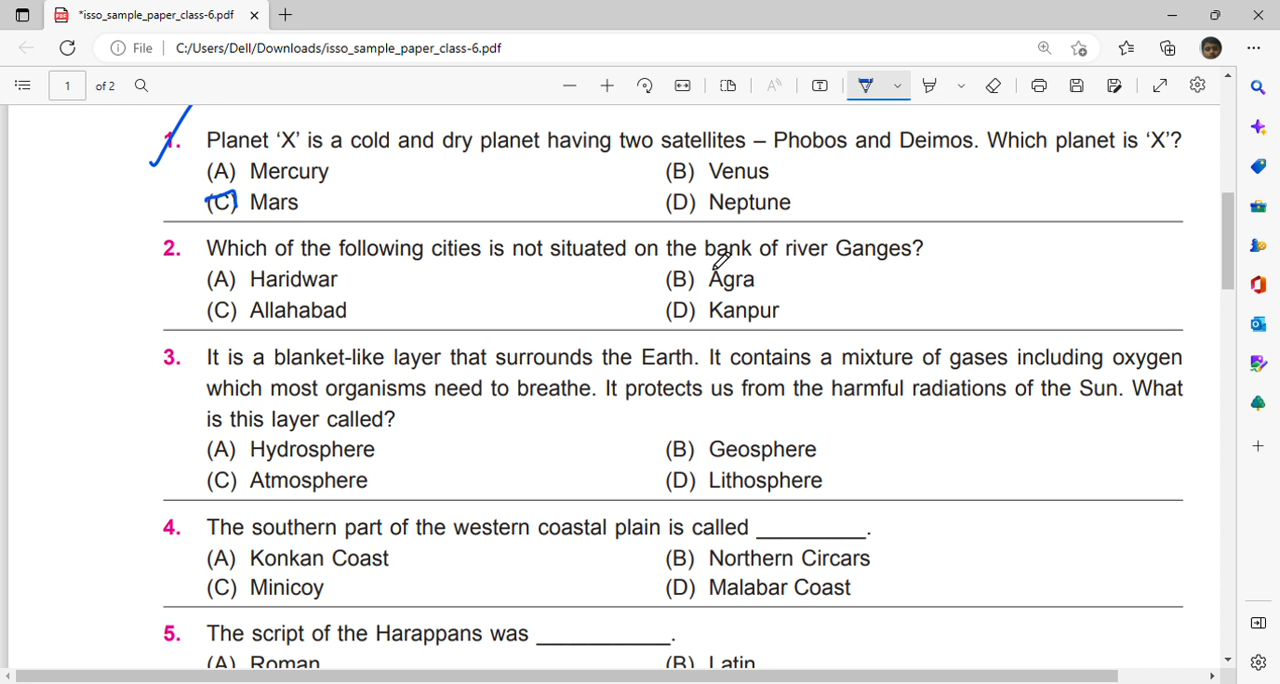 *isso_sample_paper_class-6.pdf
File C:/Users/Dell/Downloads/isso_sample_paper_class-6.pdf
1 of 2
1. Planet ‘X’ is a cold and dry planet having two satellites – Phobos and Deimos. Which planet is ‘X’?
(A) Mercury (B) Venus
(C) Mars (D) Neptune
2. Which of the following cities is not situated on the bank of river Ganges?
(A) Haridwar (B) Agra
(C) Allahabad (D) Kanpur
3. It is a blanket-like layer that surrounds the Earth. It contains a mixture of gases including oxygen
which most organisms need to breathe. It protects us from the harmful radiations of the Sun. What
is this layer called?
(A) Hydrosphere (B) Geosphere
(C) Atmosphere (D) Lithosphere
4. The southern part of the western coastal plain is called _________.
(A) Konkan Coast (B) Northern Circars
(C) Minicoy (D) Malabar Coast
5. The script of the Harappans was ___________.
(A) Roman (B) Latin